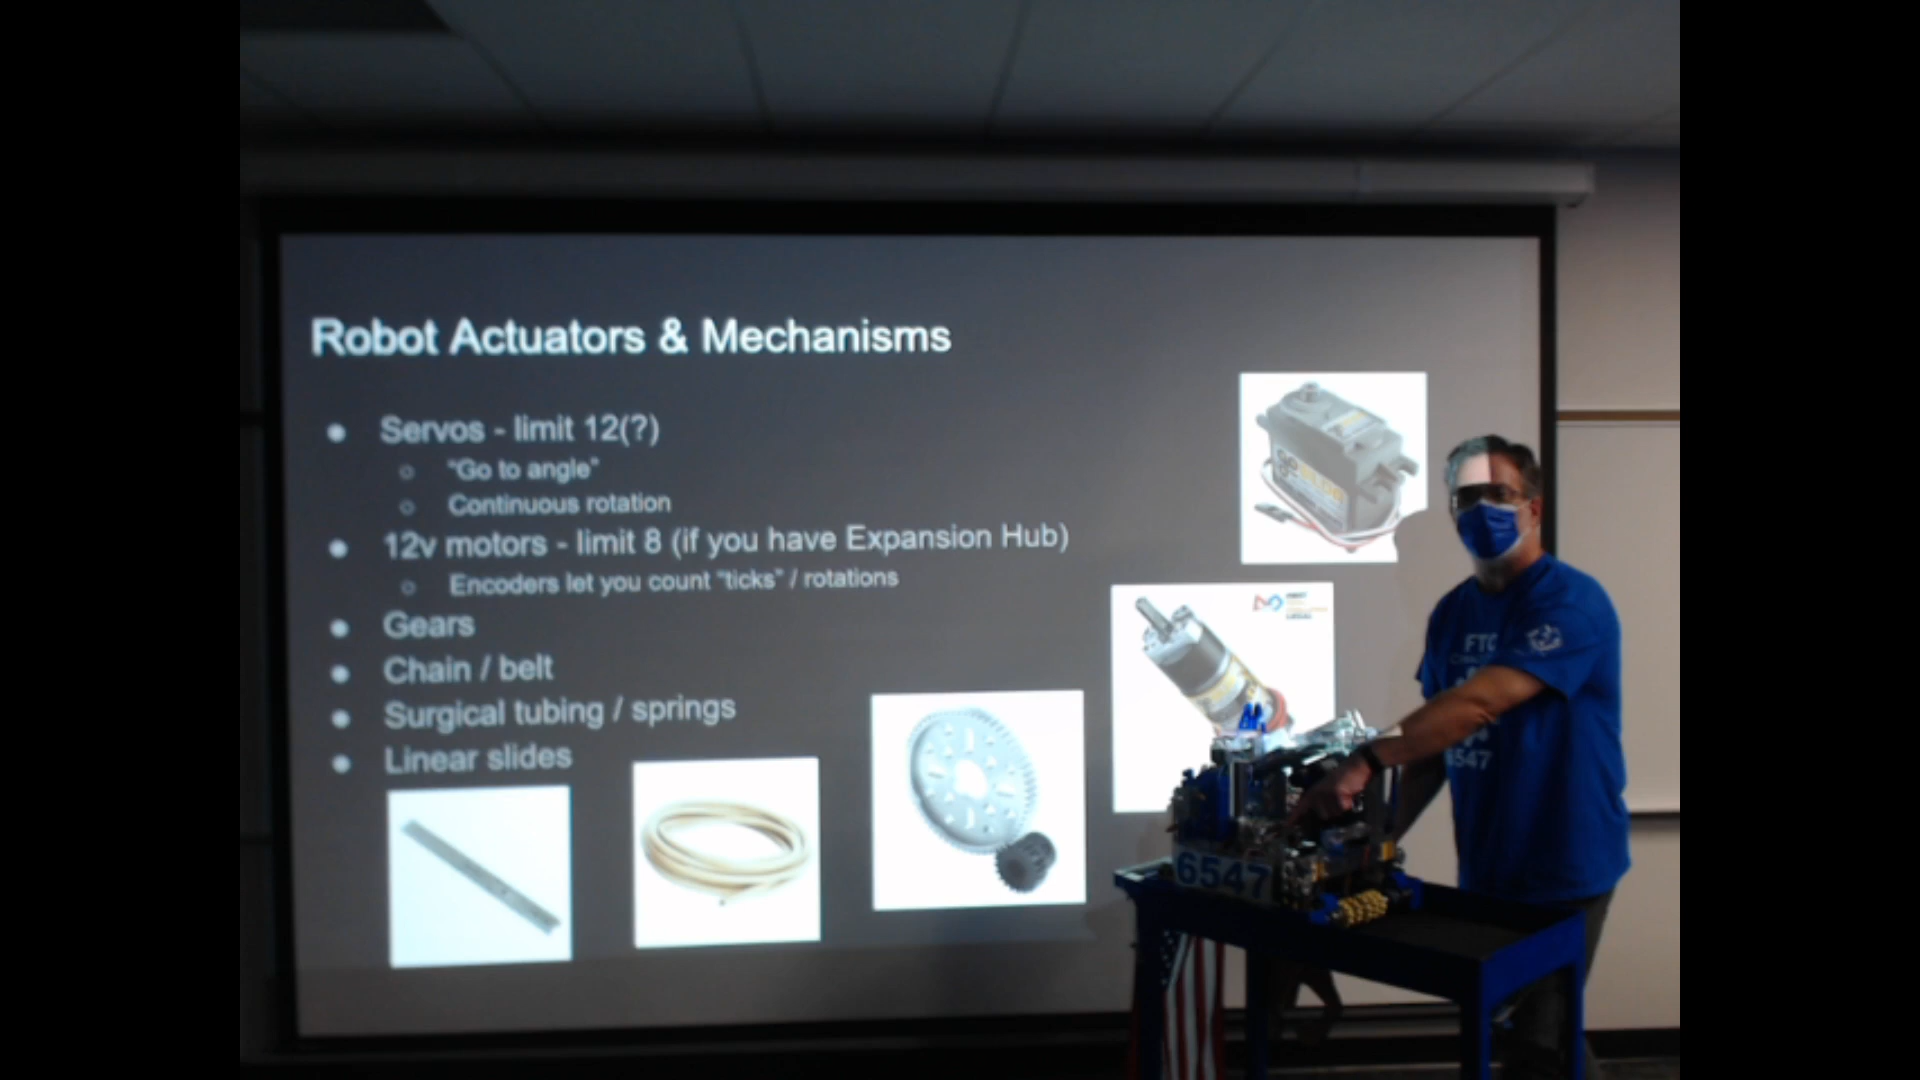 Robot Actuators & Mechanisms
● Servos - limit 12(?)
○ "Go to angle"
○ Continuous rotation
● 12v motors - limit 8 (if you have Expansion Hub)
○ Encoders let you count "ticks" / rotations
● Gears
● Chain / belt
● Surgical tubing / springs
● Linear slides
FIRST
FTC
6547
6547